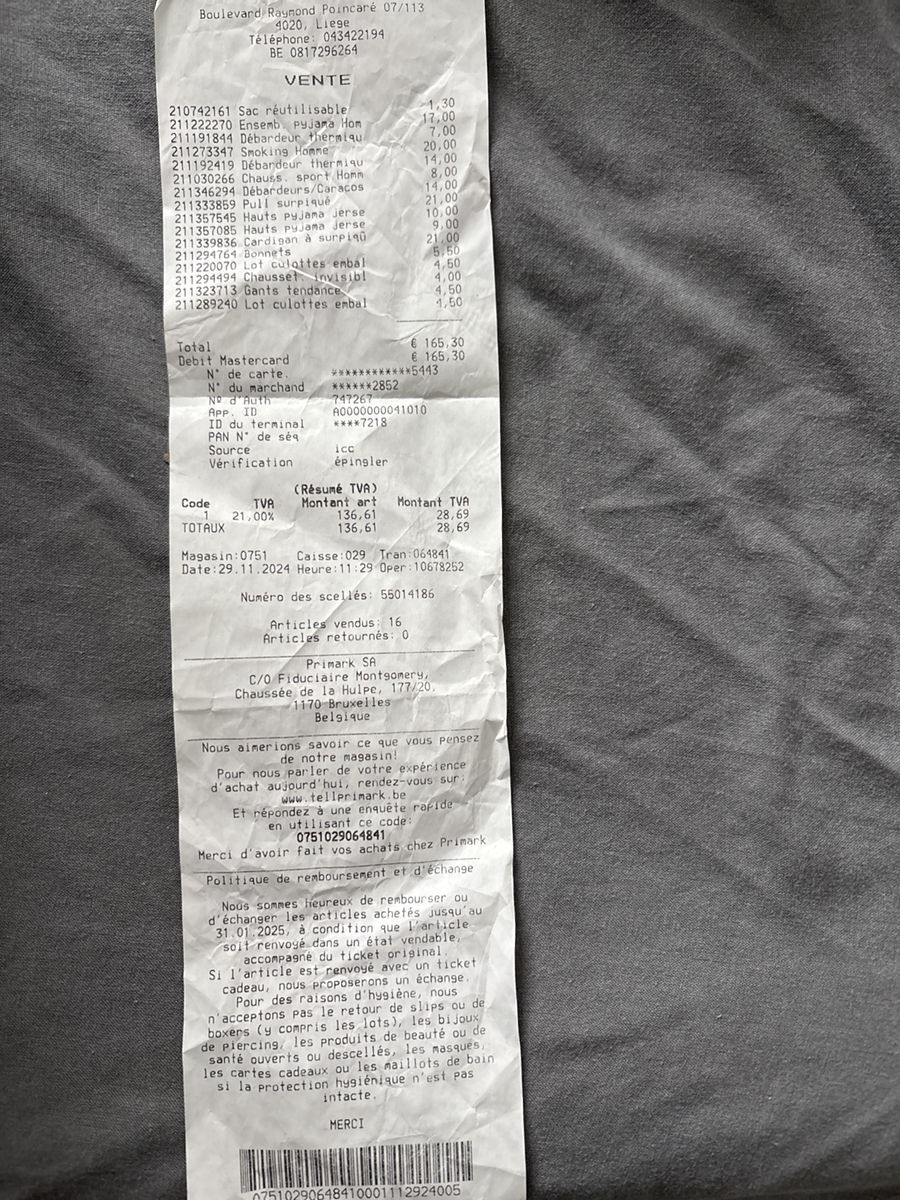 Boulevard Raymond Poincaré 07/113
4020, Liege
Téléphone: 043422194
BE 0817296264
VENTE
210742161 Sac réutilisable 1,30
211222270 Ensemb. pyjama Hom 17,00
211191844 Débardeur thermiqu 7,00
211273347 Smoking Homme 20,00
211192419 Débardeur thermiqu 14,00
211030266 Chauss. sport Homm 8,00
211346294 Débardeurs/Caracos 14,00
211333859 Pull surpiqué 21,00
211357545 Hauts pyjama jerse 10,00
211357085 Hauts pyjama jerse 9,00
211339836 Cardigan à surpiqû 21,00
211294764 Bonnets 5,50
211220070 Lot culottes embal 4,50
211294494 Chausset. invisibl 4,00
211323713 Gants tendance 4,50
211289240 Lot culottes embal 4,50
Total € 165,30
Debit Mastercard € 165,30
N° de carte. ************5443
N° du marchand ******2852
Nº d'Auth 747267
App. ID A0000000041010
ID du terminal ****7218
PAN N° de séq
Source icc
Vérification épingler
(Résumé TVA)
Code TVA Montant art Montant TVA
1 21,00% 136,61 28,69
TOTAUX 136,61 28,69
Magasin:0751 Caisse:029 Tran:064841
Date:29.11.2024 Heure:11:29 Oper:10678252
Numéro des scellés: 55014186
Articles vendus: 16
Articles retournés: 0
Primark SA
C/O Fiduciaire Montgomery,
Chaussée de la Hulpe, 177/20,
1170 Bruxelles
Belgique
Nous aimerions savoir ce que vous pensez
de notre magasin!
Pour nous parler de votre expérience
d'achat aujourd'hui, rendez-vous sur:
www.tellprimark.be
Et répondez à une enquête rapide
en utilisant ce code:
0751029064841
Merci d'avoir fait vos achats chez Primark
Politique de remboursement et d'échange
Nous sommes heureux de rembourser ou
d'échanger les articles achetés jusqu'au
31.01.2025, à condition que l'article
soit renvoyé dans un état vendable,
accompagné du ticket original.
Si l'article est renvoyé avec un ticket
cadeau, nous proposerons un échange.
Pour des raisons d'hygiène, nous
n'acceptons pas le retour de slips ou de
boxers (y compris les lots), les bijoux
de piercing, les produits de beauté ou de
santé ouverts ou descellés, les masques,
les cartes cadeaux ou les maillots de bain
si la protection hygiénique n'est pas
intacte.
MERCI
07510290648410001112924005